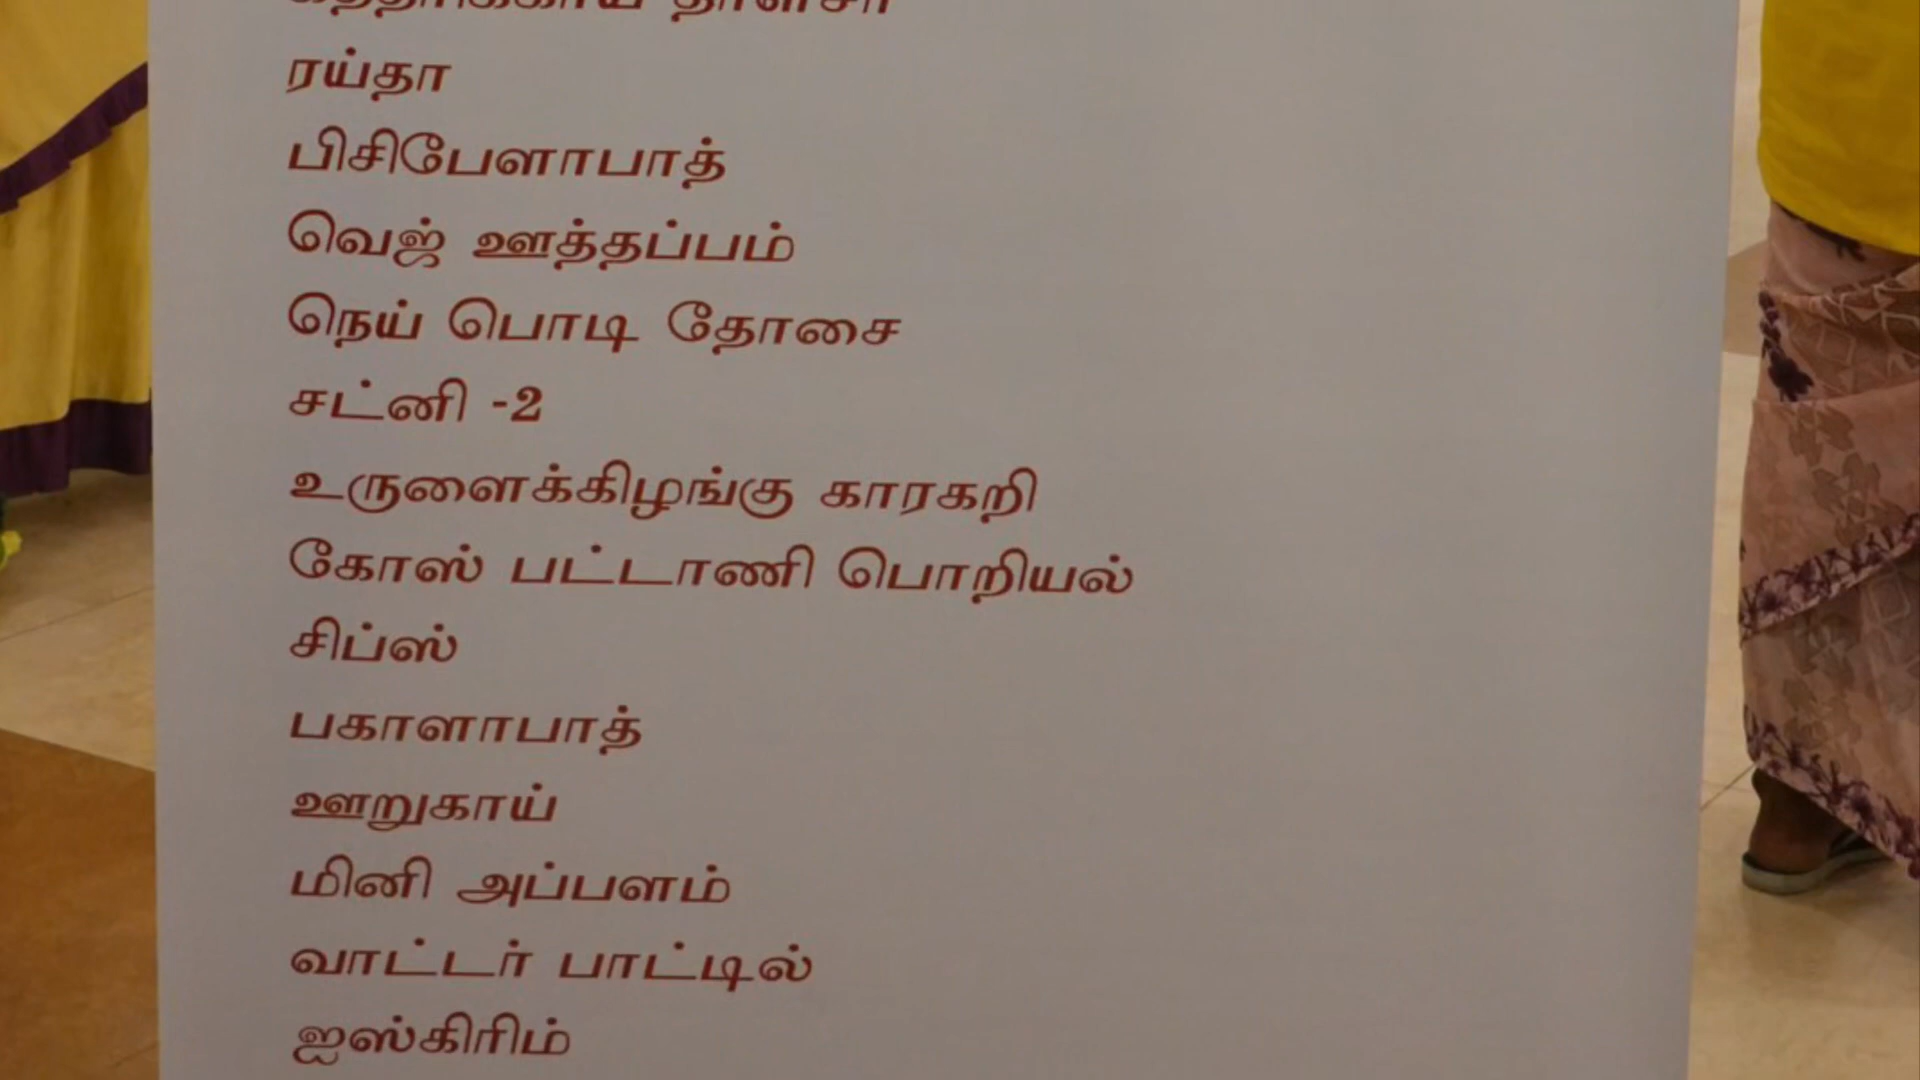 ரய்தா
பிசிபேளாபாத்
வெஜ் ஊத்தப்பம்
நெய் பொடி தோசை
சட்னி -2
உருளைக்கிழங்கு காரகறி
கோஸ் பட்டாணி பொறியல்
சிப்ஸ்
பகாளாபாத்
ஊறுகாய்
மினி அப்பளம்
வாட்டர் பாட்டில்
ஐஸ்கிரிம்